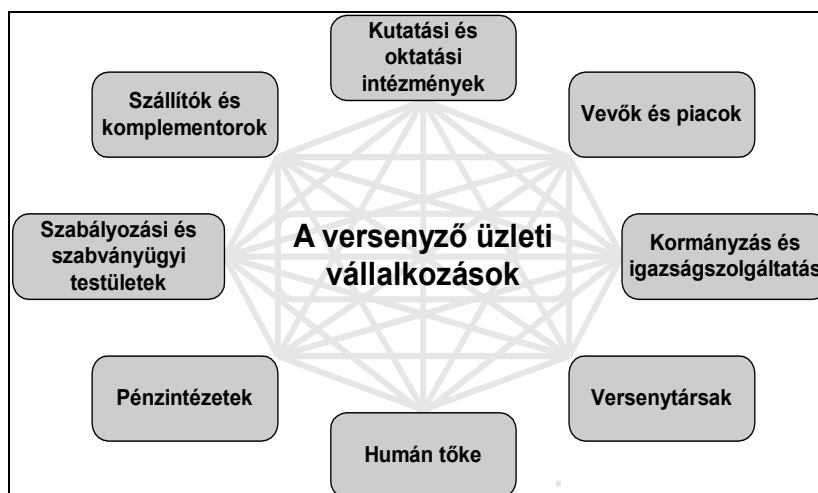 Kutatási és
oktatási
intézmények
Szállítók és
komplementorok
Vevők és piacok
Szabályozási és
szabványügyi
testületek
A versenyző üzleti
vállalkozások
Kormányzás és
igazságszolgáltatás
Pénzintézetek
Versenytársak
Humán tőke